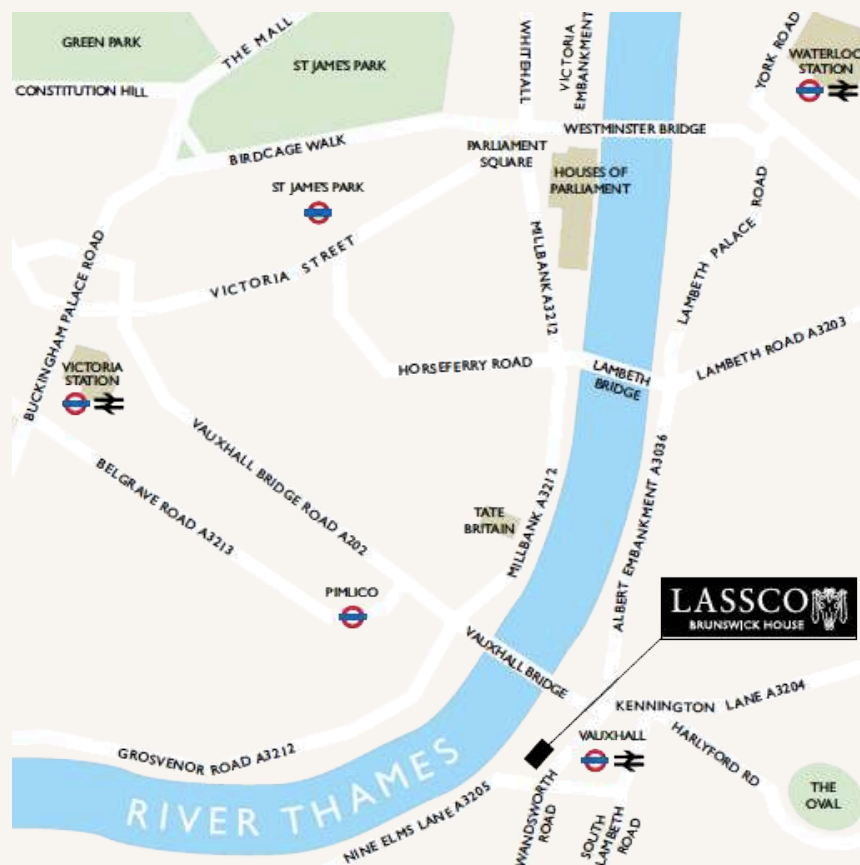 GREEN PARK
THE MALL
ST JAME'S PARK
WHITEHALL
VICTORIA
EMBANKMENT
YORK ROAD
WATERLOO
STATION
CONSTITUTION HILL
BIRDCAGE WALK
PARLIAMENT
SQUARE
WESTMINSTER BRIDGE
HOUSES OF
PARLIAMENT
ST JAME'S PARK
VICTORIA STREET
MILLBANK A3212
LAMBETH PALACE ROAD
BUCKINGHAM PALACE ROAD
VICTORIA
STATION
HORSEFERRY ROAD
LAMBETH
BRIDGE
LAMBETH ROAD A3203
VAUXHALL BRIDGE ROAD A202
BELGRAVE ROAD A3213
TATE
BRITAIN
MILLBANK A3212
ALBERT EMBANKMENT A3036
PIMLICO
LASSCO
BRUNSWICK HOUSE
VAUXHALL BRIDGE
KENNINGTON LANE A3204
GROSVENOR ROAD A3212
VAUXHALL
HARLYFORD RD
RIVER THAMES
NINE ELMS LANE A3205
WANDSWORTH
ROAD
SOUTH
LAMBETH
ROAD
THE
OVAL